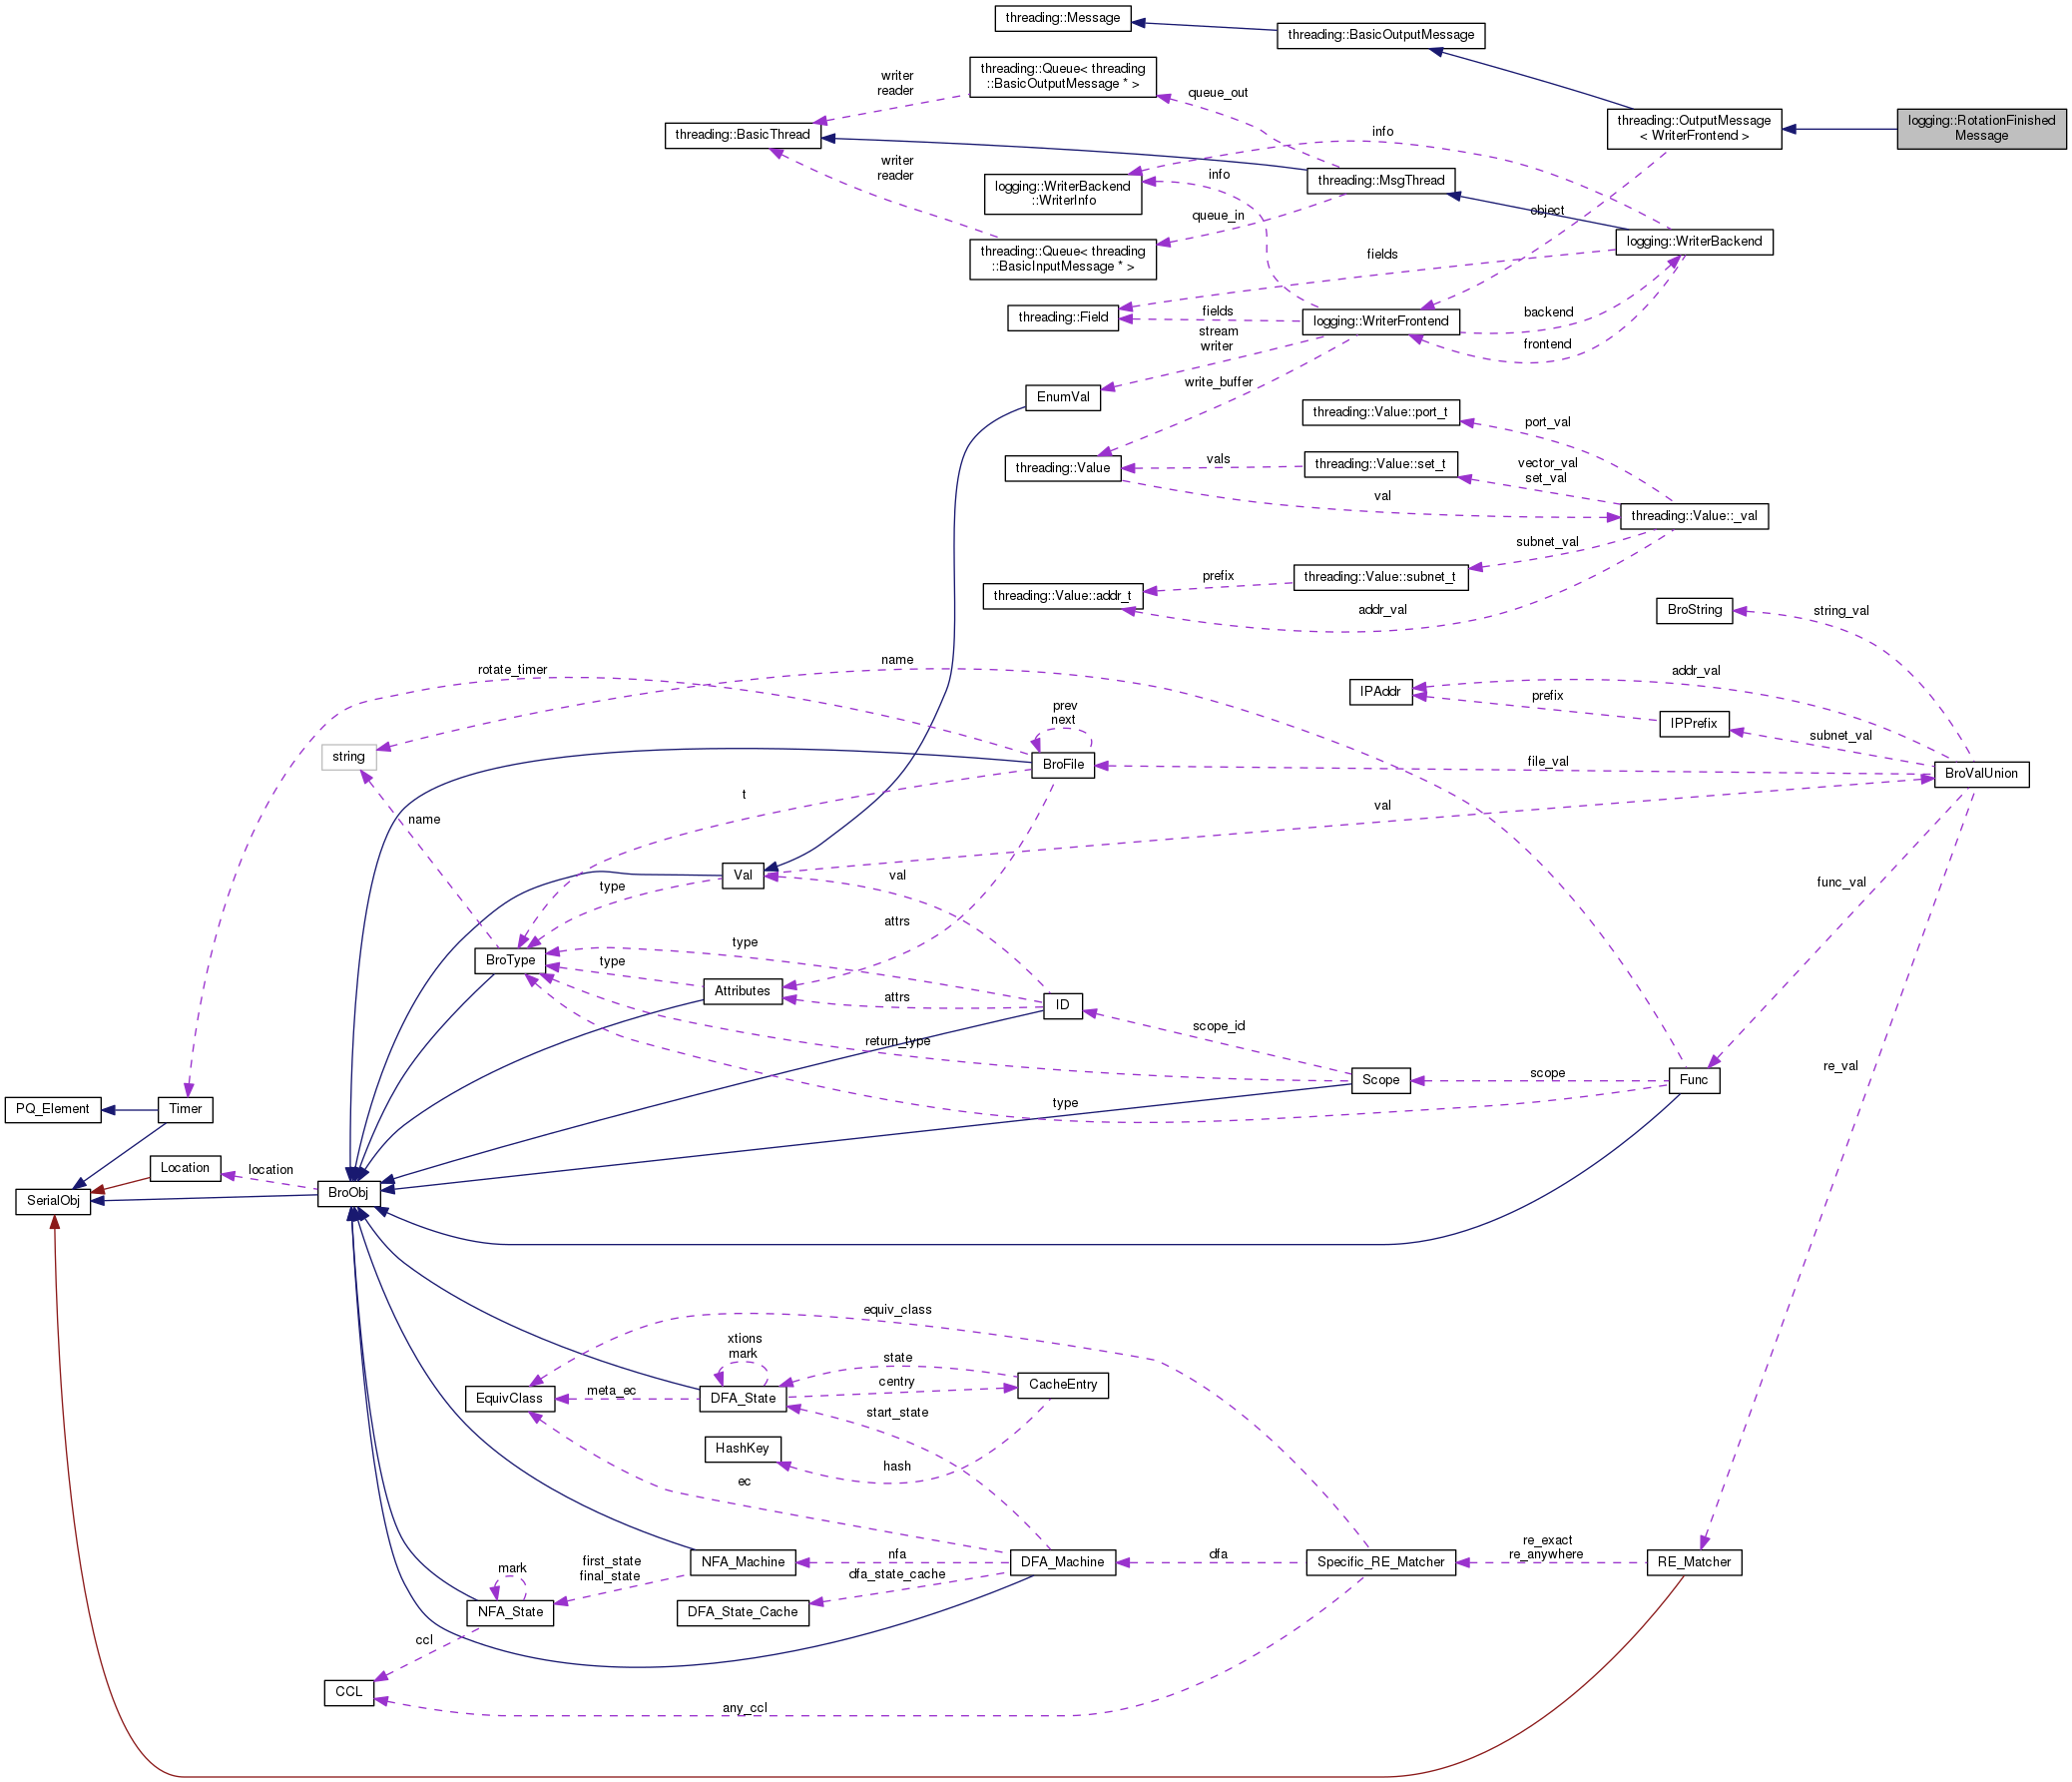 threading::Message
threading::BasicOutputMessage
threading::Queue< threading
::BasicOutputMessage * >
writer
reader
queue_out
threading::OutputMessage
< WriterFrontend >
logging::RotationFinished
Message
threading::BasicThread
info
writer
reader
logging::WriterBackend
::WriterInfo
info
threading::MsgThread
queue_in
object
threading::Queue< threading
::BasicInputMessage * >
logging::WriterBackend
fields
threading::Field
fields
logging::WriterFrontend
backend
stream
writer
frontend
write_buffer
EnumVal
threading::Value::port_t
port_val
threading::Value
vals
threading::Value::set_t
vector_val
set_val
val
threading::Value::_val
subnet_val
threading::Value::addr_t
prefix
threading::Value::subnet_t
addr_val
BroString
string_val
rotate_timer
name
addr_val
IPAddr
prefix
IPPrefix
prev
next
subnet_val
string
BroFile
file_val
BroValUnion
t
val
name
Val
type
val
func_val
attrs
type
BroType
type
Attributes
attrs
ID
scope_id
return_type
re_val
Scope
scope
Func
PQ_Element
Timer
type
Location
location
SerialObj
BroObj
equiv_class
xtions
mark
state
CacheEntry
centry
EquivClass
meta_ec
DFA_State
start_state
HashKey
hash
ec
re_exact
re_anywhere
first_state
final_state
NFA_Machine
nfa
DFA_Machine
dfa
Specific_RE_Matcher
RE_Matcher
mark
dfa_state_cache
NFA_State
DFA_State_Cache
ccl
CCL
any_ccl